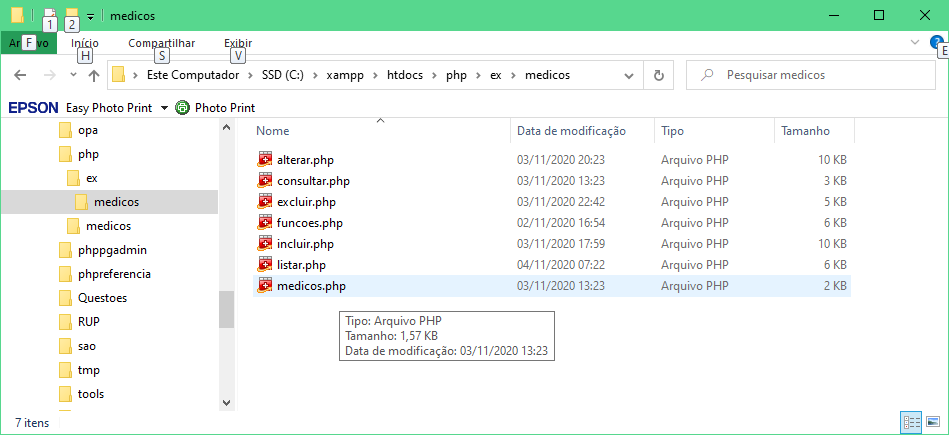 1 2 medicos
Arquivo Início Compartilhar Exibir
F H S V E
Este Computador SSD (C:) xampp htdocs php ex medicos Pesquisar medicos
EPSON Easy Photo Print Photo Print
opa
php
ex
medicos
medicos
phppgadmin
phpreferencia
Questoes
RUP
sao
tmp
tools
Nome Data de modificação Tipo Tamanho
alterar.php 03/11/2020 20:23 Arquivo PHP 10 KB
consultar.php 03/11/2020 13:23 Arquivo PHP 3 KB
excluir.php 03/11/2020 22:42 Arquivo PHP 5 KB
funcoes.php 02/11/2020 16:54 Arquivo PHP 6 KB
incluir.php 03/11/2020 17:59 Arquivo PHP 10 KB
listar.php 04/11/2020 07:22 Arquivo PHP 6 KB
medicos.php 03/11/2020 13:23 Arquivo PHP 2 KB
Tipo: Arquivo PHP
Tamanho: 1,57 KB
Data de modificação: 03/11/2020 13:23
7 itens